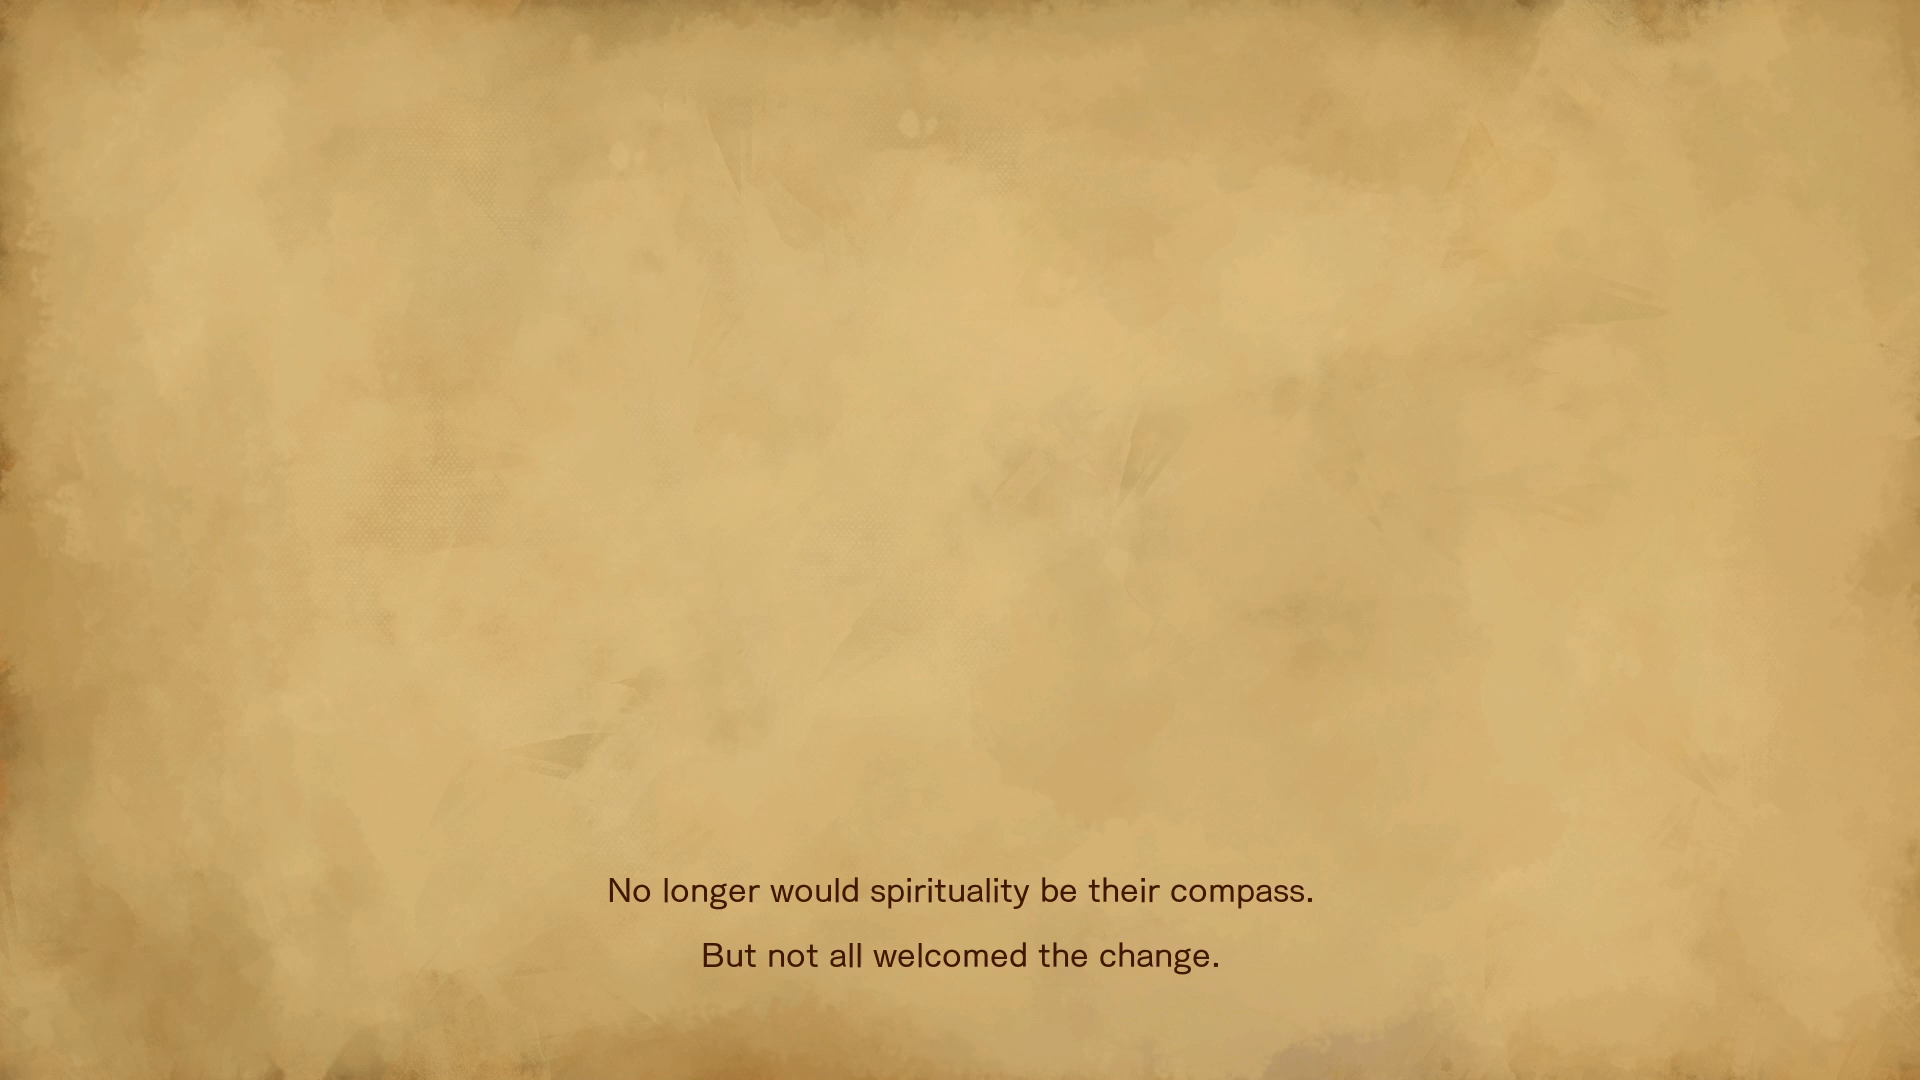 No longer would spirituality be their compass.
But not all welcomed the change.